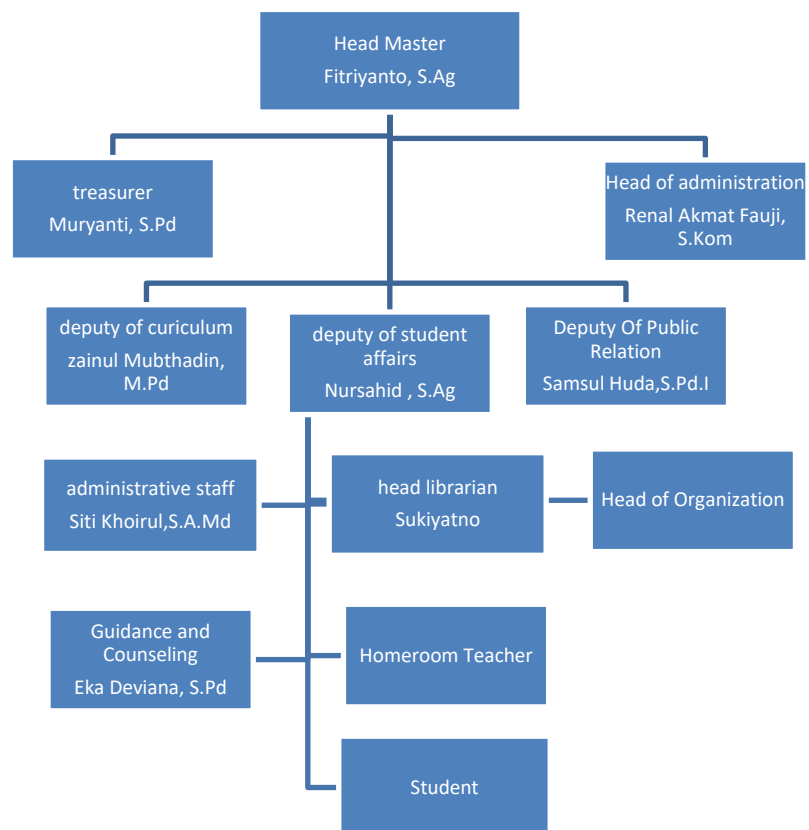 Head Master
Fitriyanto, S.Ag
treasurer
Muryanti, S.Pd
Head of administration
Renal Akmat Fauji,
S.Kom
deputy of curiculum
zainul Mubthadin,
M.Pd
deputy of student
affairs
Nursahid , S.Ag
Deputy Of Public
Relation
Samsul Huda,S.Pd.I
administrative staff
Siti Khoirul,S.A.Md
head librarian
Sukiyatno
Head of Organization
Guidance and
Counseling
Eka Deviana, S.Pd
Homeroom Teacher
Student